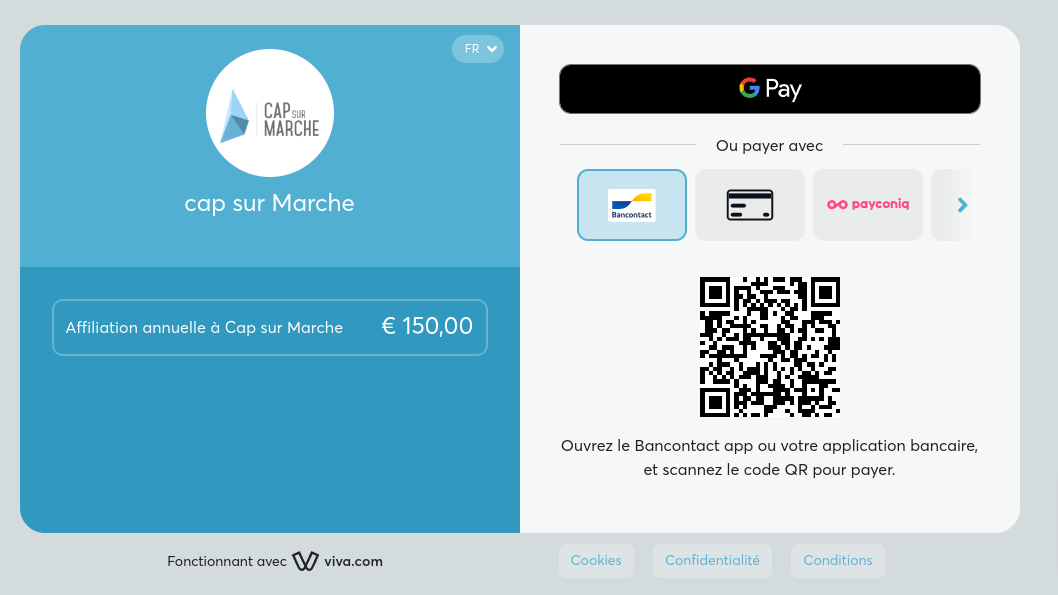 FR
CAP SUR
MARCHE
cap sur Marche
Affiliation annuelle à Cap sur Marche € 150,00
G Pay
Ou payer avec
Bancontact
payconiq
Ouvrez le Bancontact app ou votre application bancaire,
et scannez le code QR pour payer.
Fonctionnant avec viva.com
Cookies Confidentialité Conditions